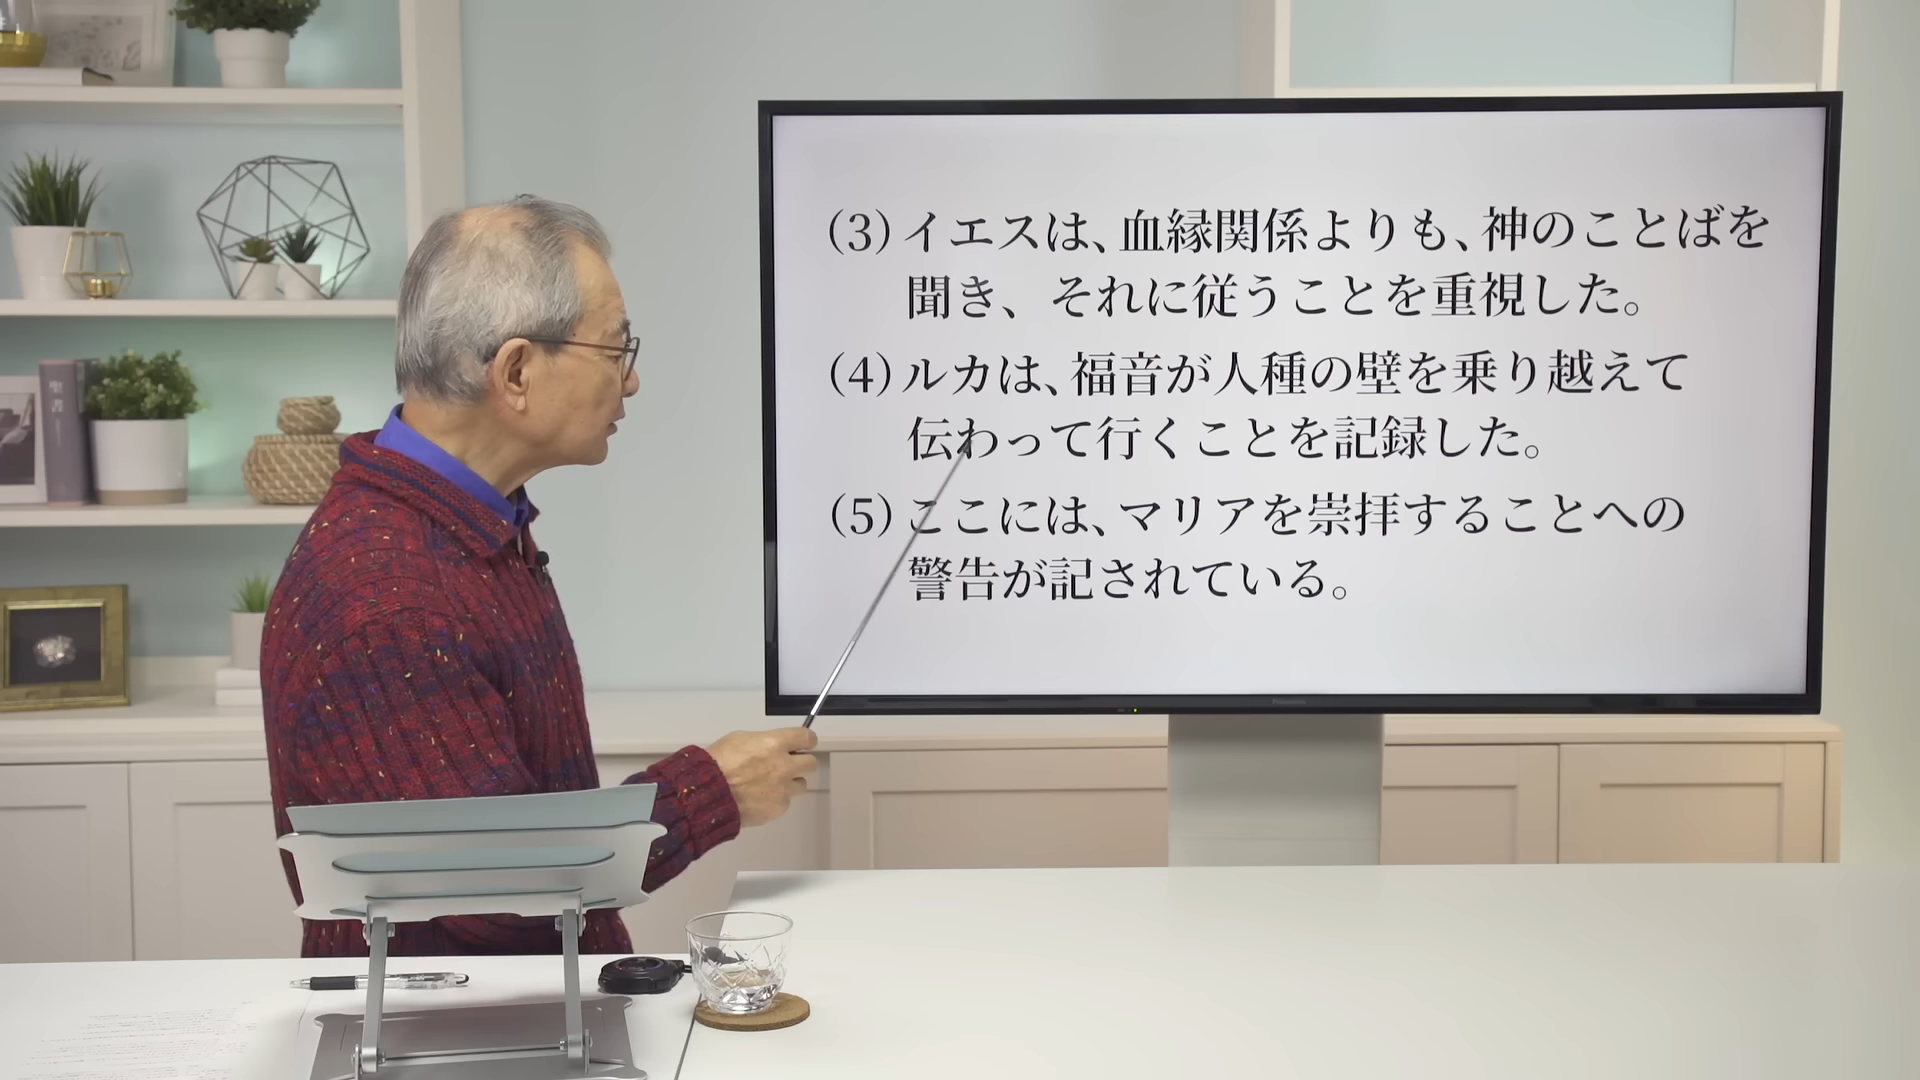 (3)イエスは、血縁関係よりも、神のことばを
聞き、それに従うことを重視した。
(4)ルカは、福音が人種の壁を乗り越えて
伝わって行くことを記録した。
(5)ここには、マリアを崇拝することへの
警告が記されている。
聖書
Panasonic